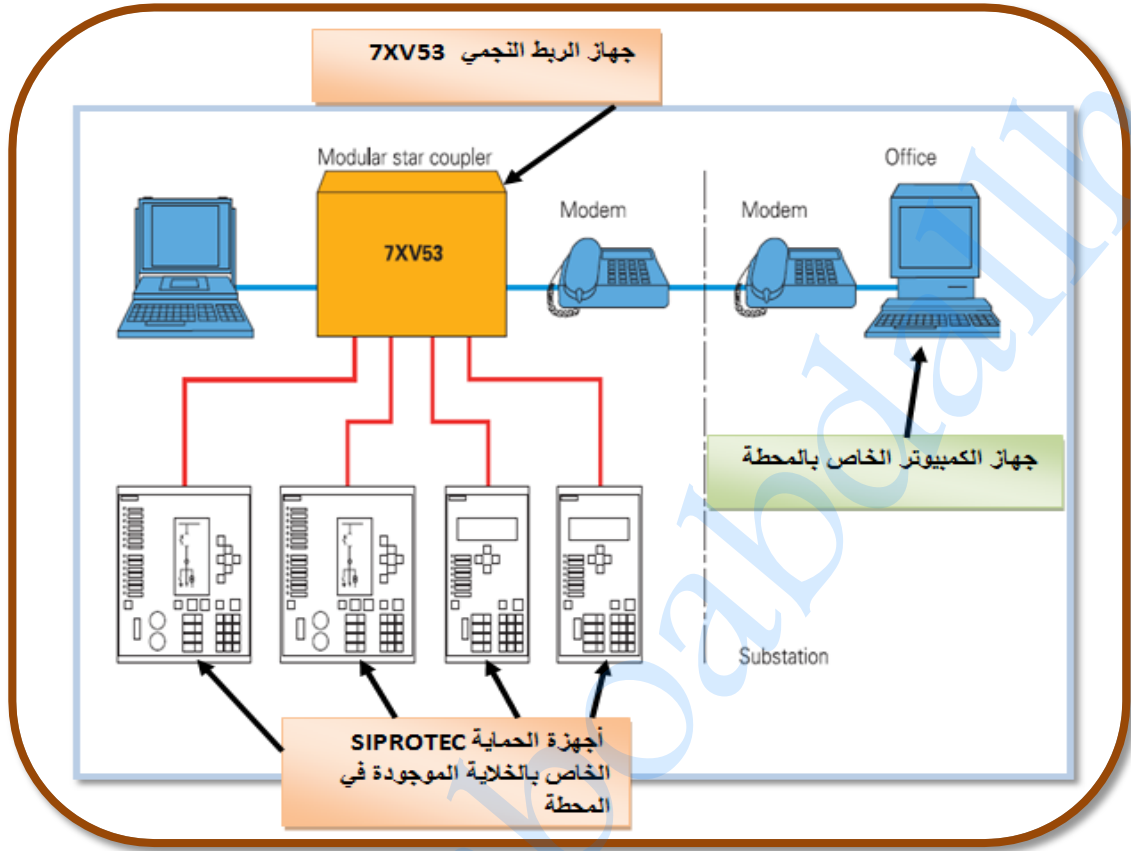 جهاز الربط النجمي 7XV53
Modular star coupler
Office
Modem
Modem
7XV53
جهاز الكمبيوتر الخاص بالمحطة
Substation
أجهزة الحماية SIPROTEC
الخاص بالخلاية الموجودة في
المحطة